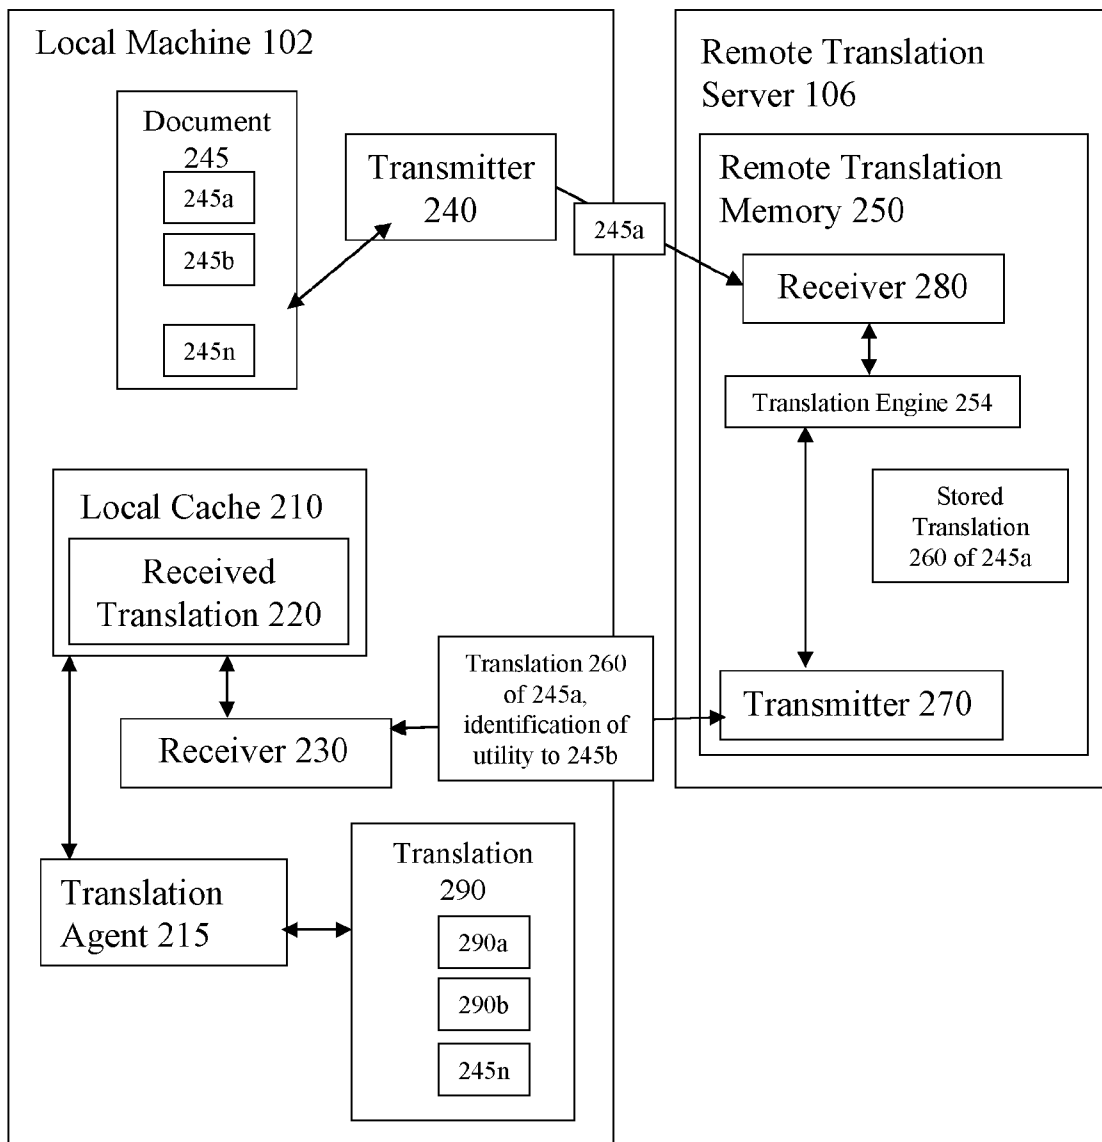 Local Machine 102
Document
245
245a
245b
245n
Transmitter
240
245a
Remote Translation
Server 106
Remote Translation
Memory 250
Receiver 280
Translation Engine 254
Stored
Translation
260 of 245a
Transmitter 270
Local Cache 210
Received
Translation 220
Translation 260
of 245a,
identification of
utility to 245b
Receiver 230
Translation
Agent 215
Translation
290
290a
290b
245n